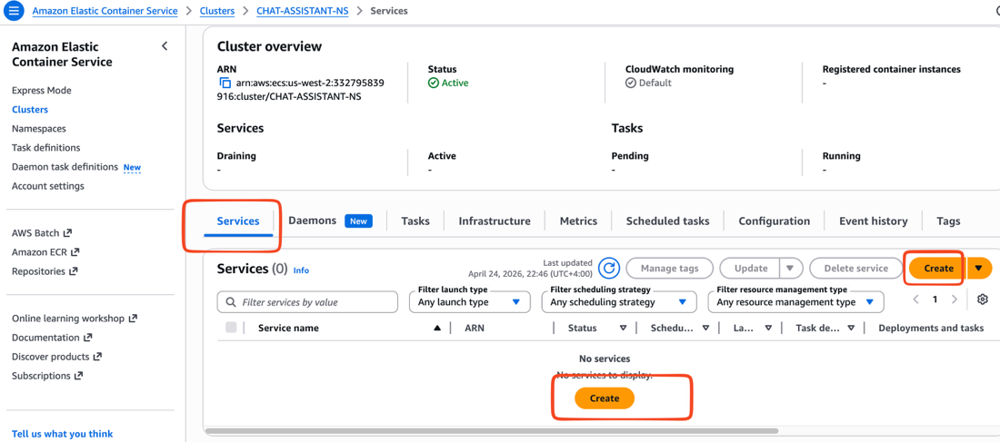 Amazon Elastic Container Service > Clusters > CHAT-ASSISTANT-NS > Services
Amazon Elastic
Container Service
Express Mode
Clusters
Namespaces
Task definitions
Daemon task definitions New
Account settings
AWS Batch
Amazon ECR
Repositories
Online learning workshop
Documentation
Discover products
Subscriptions
Tell us what you think
Cluster overview
ARN
arn:aws:ecs:us-west-2:332795839
916:cluster/CHAT-ASSISTANT-NS
Status
Active
CloudWatch monitoring
Default
Registered container instances
-
Services
Tasks
Draining
-
Active
-
Pending
-
Running
-
Services Daemons New Tasks Infrastructure Metrics Scheduled tasks Configuration Event history Tags
Services (0) Info
Last updated
April 24, 2026, 22:46 (UTC+4:00)
Manage tags Update Delete service Create
Filter services by value
Filter launch type
Any launch type
Filter scheduling strategy
Any scheduling strategy
Filter resource management type
Any resource management type
1
Service name ARN Status Schedu... La... Task de... Deployments and tasks
No services
No services to display.
Create